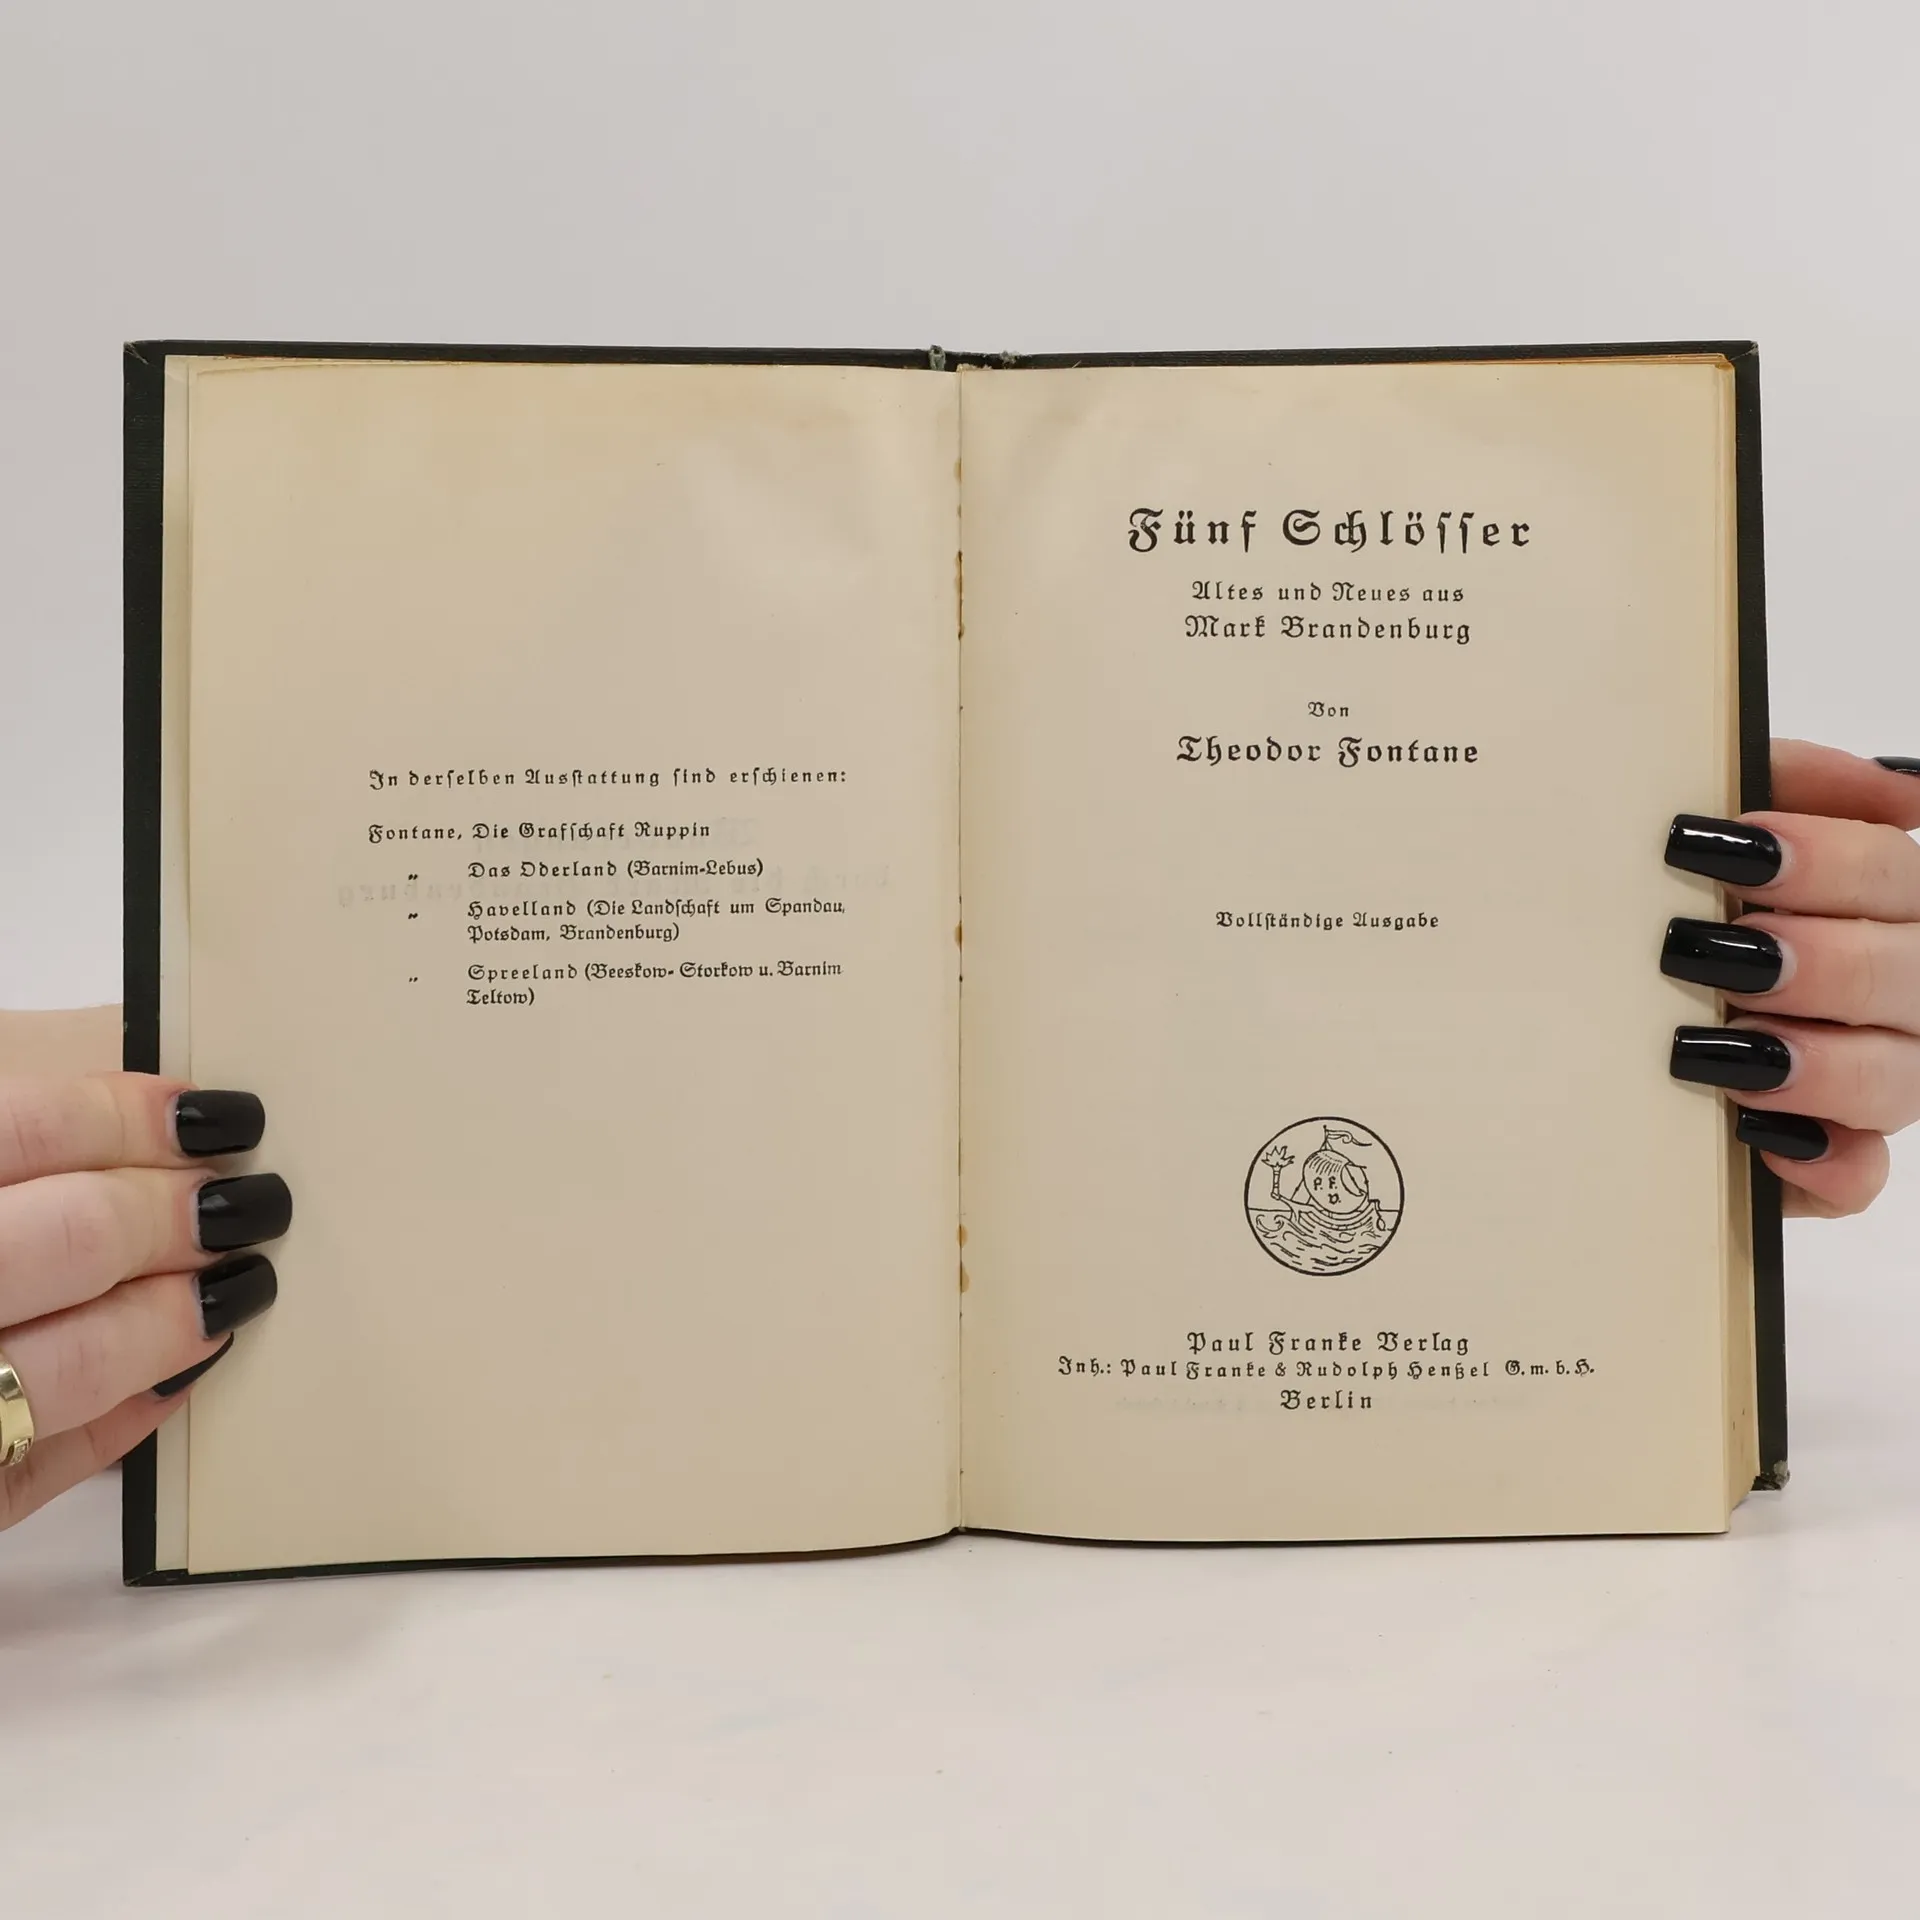 In derselben Ausstattung sind erschienen:
Fontane, Die Grafschaft Ruppin
„ Das Oderland (Barnim-Lebus)
„ Havelland (Die Landschaft um Spandau,
Potsdam, Brandenburg)
„ Spreeland (Beeskow- Storkow u. Barnim
Teltow)
Fünf Schlösser
Altes und Neues aus
Mark Brandenburg
Von
Theodor Fontane
Vollständige Ausgabe
P. F.
V.
Paul Franke Verlag
Inh.: Paul Franke & Rudolph Henßel G. m. b. H.
Berlin